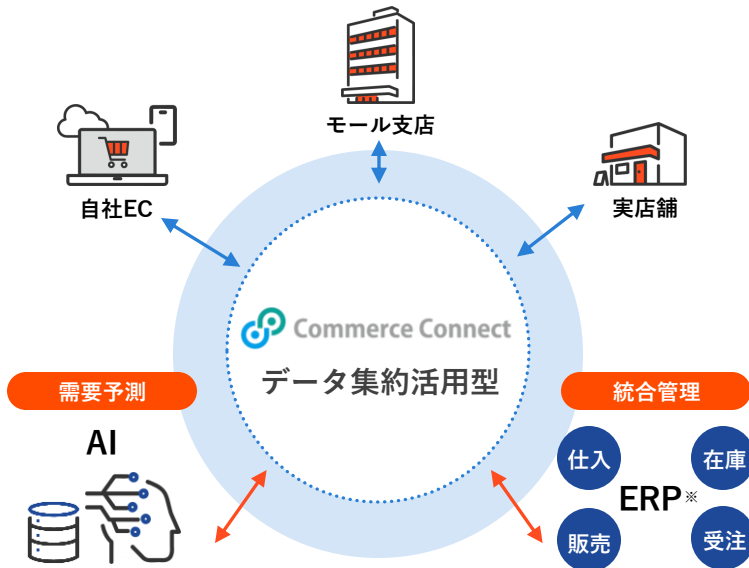 モール支店
自社EC
実店舗
Commerce Connect
データ集約活用型
需要予測
AI
統合管理
仕入
在庫
ERP※
販売
受注